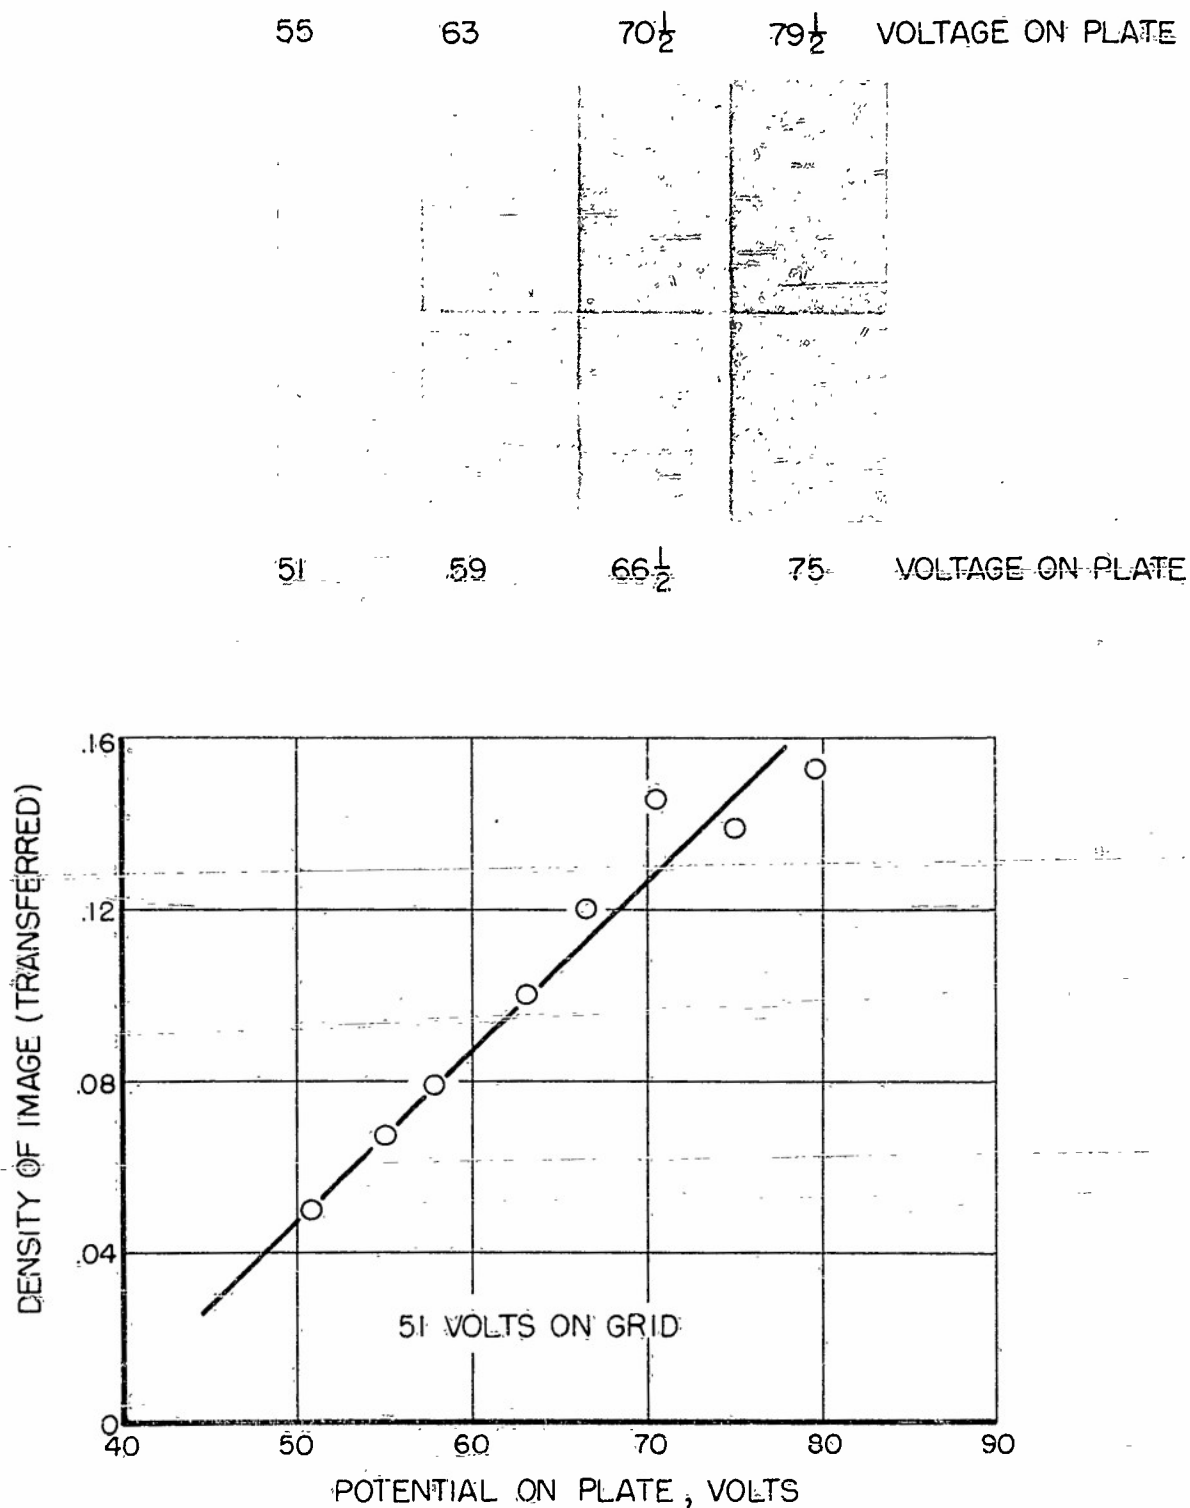 55 63 70½ 79½ VOLTAGE ON PLATE
51 59 66½ 75 VOLTAGE ON PLATE
DENSITY OF IMAGE (TRANSFERRED)
.16
.12
.08
.04
0
51 VOLTS ON GRID
40 50 60 70 80 90
POTENTIAL ON PLATE, VOLTS